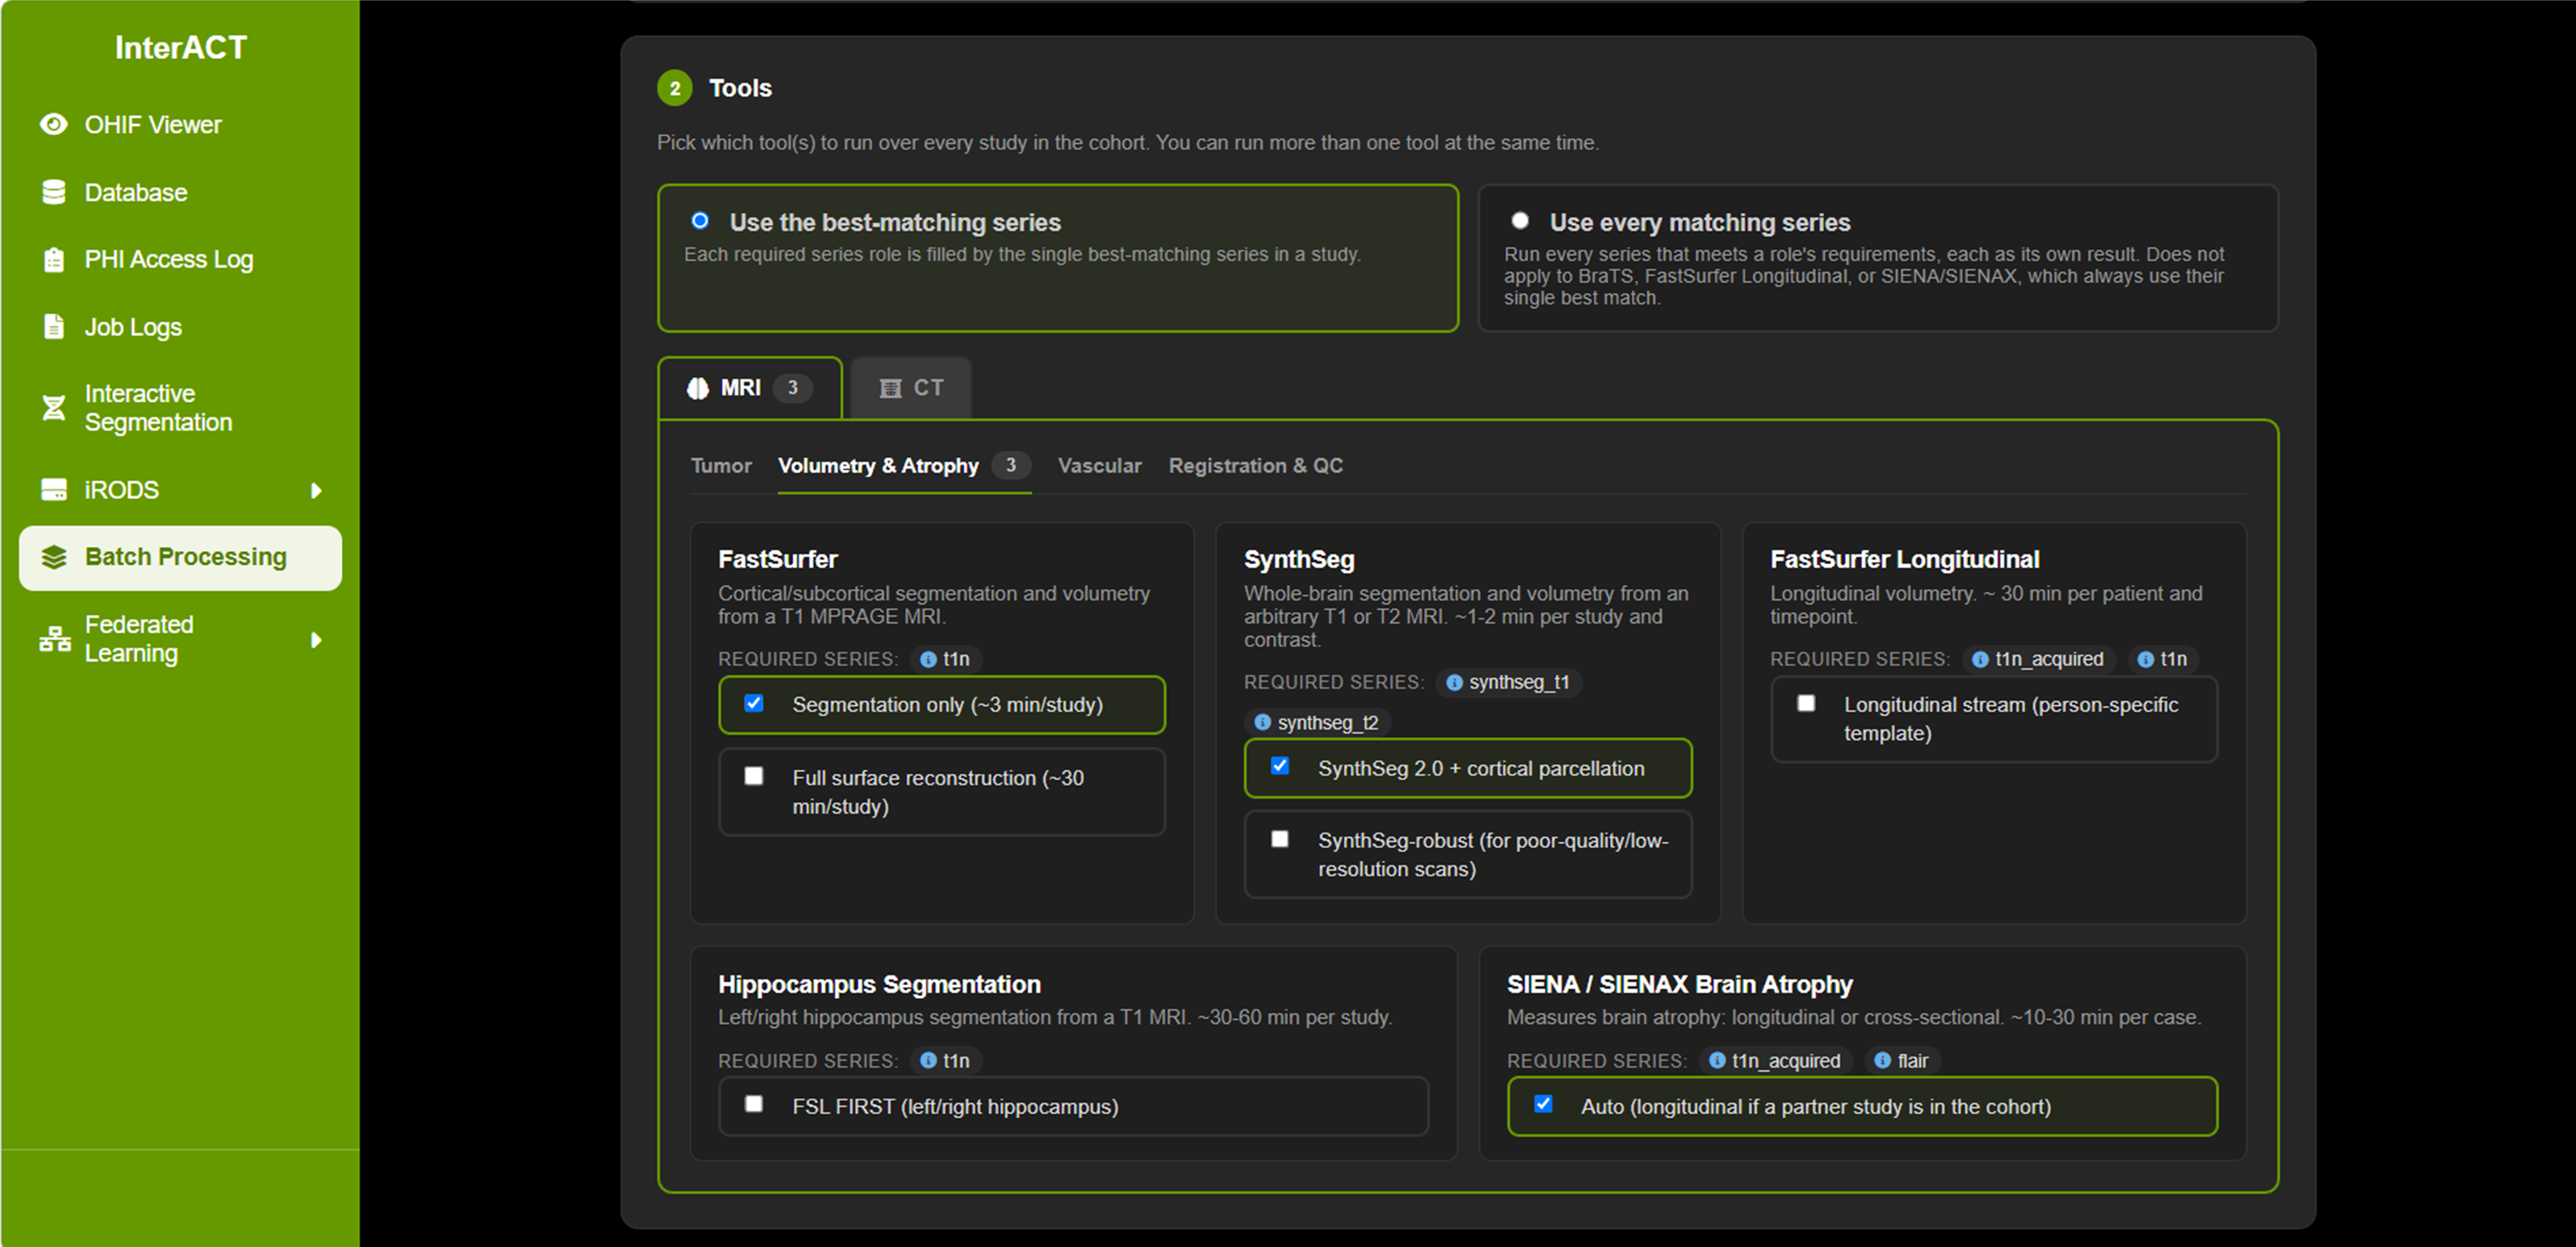 InterACT
OHIF Viewer
Database
PHI Access Log
Job Logs
Interactive
Segmentation
iRODS
Batch Processing
Federated
Learning
2 Tools
Pick which tool(s) to run over every study in the cohort. You can run more than one tool at the same time.
Use the best-matching series
Each required series role is filled by the single best-matching series in a study.
Use every matching series
Run every series that meets a role's requirements, each as its own result. Does not
apply to BraTS, FastSurfer Longitudinal, or SIENA/SIENAX, which always use their
single best match.
MRI 3 CT
Tumor Volumetry & Atrophy 3 Vascular Registration & QC
FastSurfer
Cortical/subcortical segmentation and volumetry
from a T1 MPRAGE MRI.
REQUIRED SERIES: t1n
Segmentation only (~3 min/study)
Full surface reconstruction (~30
min/study)
SynthSeg
Whole-brain segmentation and volumetry from an
arbitrary T1 or T2 MRI. ~1-2 min per study and
contrast.
REQUIRED SERIES: synthseg_t1
synthseg_t2
SynthSeg 2.0 + cortical parcellation
SynthSeg-robust (for poor-quality/low-
resolution scans)
FastSurfer Longitudinal
Longitudinal volumetry. ~ 30 min per patient and
timepoint.
REQUIRED SERIES: t1n_acquired t1n
Longitudinal stream (person-specific
template)
Hippocampus Segmentation
Left/right hippocampus segmentation from a T1 MRI. ~30-60 min per study.
REQUIRED SERIES: t1n
FSL FIRST (left/right hippocampus)
SIENA / SIENAX Brain Atrophy
Measures brain atrophy: longitudinal or cross-sectional. ~10-30 min per case.
REQUIRED SERIES: t1n_acquired flair
Auto (longitudinal if a partner study is in the cohort)